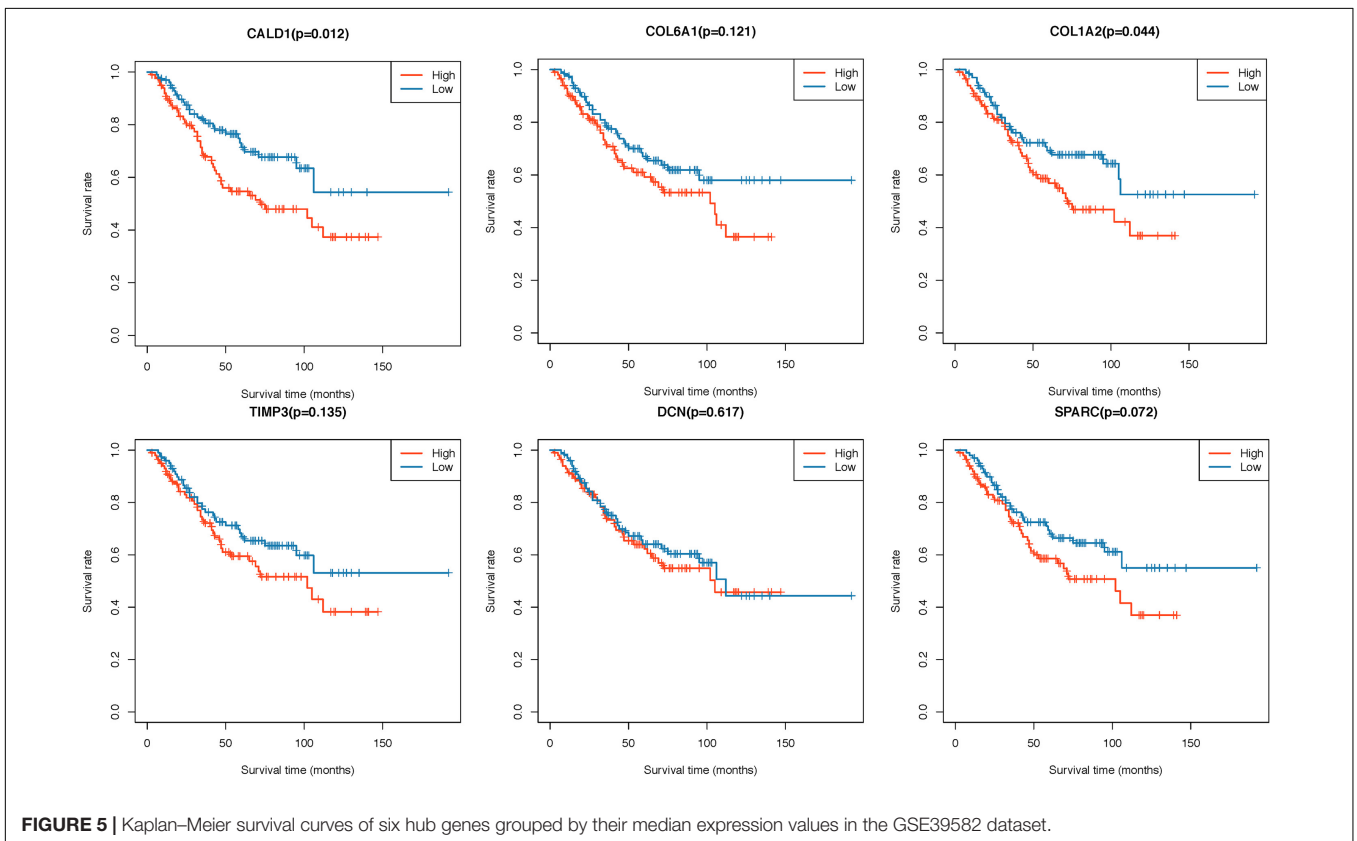 CALD1(p=0.012)
COL6A1(p=0.121)
COL1A2(p=0.044)
High
Low
High
Low
High
Low
Survival rate
0.0 0.2 0.4 0.6 0.8 1.0
Survival rate
0.0 0.2 0.4 0.6 0.8 1.0
Survival rate
0.0 0.2 0.4 0.6 0.8 1.0
0 50 100 150
0 50 100 150
0 50 100 150
Survival time (months)
Survival time (months)
Survival time (months)
TIMP3(p=0.135)
DCN(p=0.617)
SPARC(p=0.072)
High
Low
High
Low
High
Low
Survival rate
0.0 0.2 0.4 0.6 0.8 1.0
Survival rate
0.0 0.2 0.4 0.6 0.8 1.0
Survival rate
0.0 0.2 0.4 0.6 0.8 1.0
0 50 100 150
0 50 100 150
0 50 100 150
Survival time (months)
Survival time (months)
Survival time (months)
FIGURE 5 | Kaplan–Meier survival curves of six hub genes grouped by their median expression values in the GSE39582 dataset.